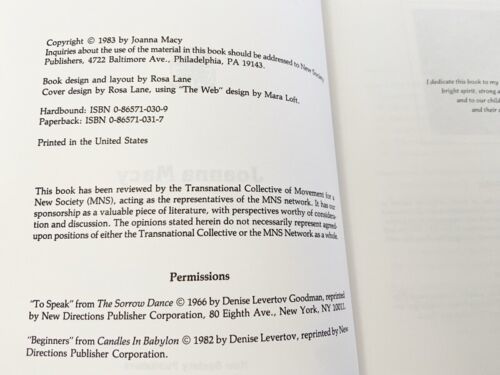 Copyright © 1983 by Joanna Macy
Inquiries about the use of the material in this book should be addressed to New Society
Publishers, 4722 Baltimore Ave., Philadelphia, PA 19143.
Book design and layout by Rosa Lane
Cover design by Rosa Lane, using "The Web" design by Mara Loft.
Hardbound: ISBN 0-86571-030-9
Paperback: ISBN 0-86571-031-7
Printed in the United States
This book has been reviewed by the Transnational Collective of Movement for a
New Society (MNS), acting as the representatives of the MNS network. It has our
sponsorship as a valuable piece of literature, with perspectives worthy of considera-
tion and discussion. The opinions stated herein do not necessarily represent agreed-
upon positions of either the Transnational Collective or the MNS Network as a whole.
Permissions
"To Speak" from The Sorrow Dance © 1966 by Denise Levertov Goodman, reprinted
by New Directions Publisher Corporation, 80 Eighth Ave., New York, NY 10011.
"Beginners" from Candles In Babylon © 1982 by Denise Levertov, reprinted by New
Directions Publisher Corporation.
I dedicate this book to my
bright spirit, strong a
and to our child
and their